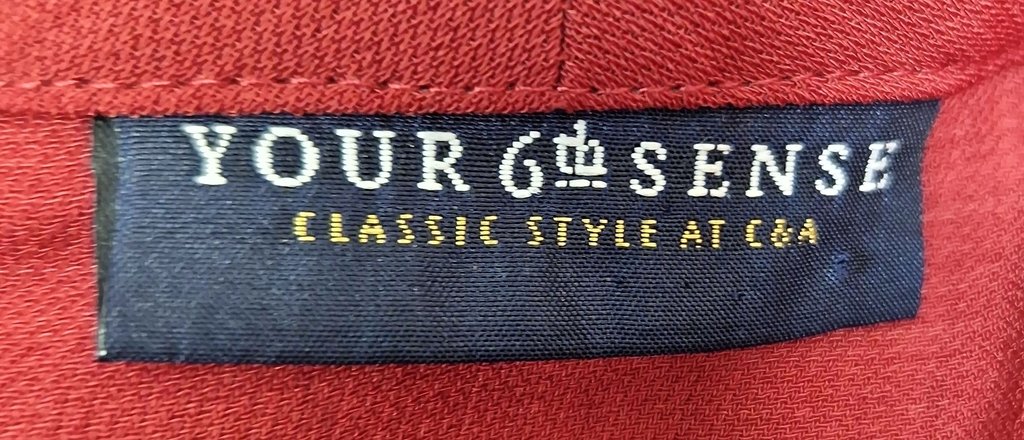 YOUR 6th SENSE
CLASSIC STYLE AT C&A